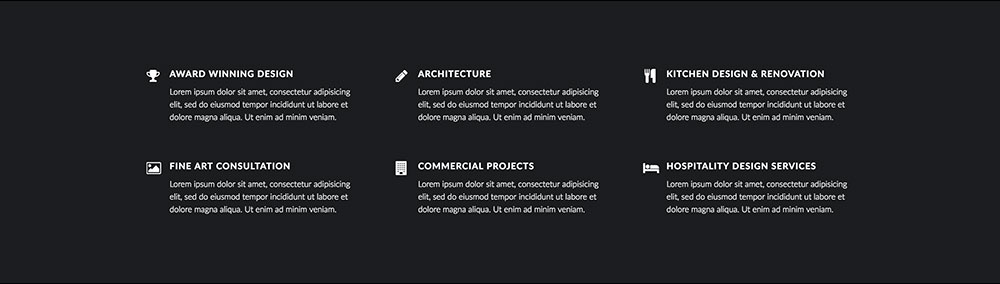 AWARD WINNING DESIGN
Lorem ipsum dolor sit amet, consectetur adipisicing
elit, sed do eiusmod tempor incididunt ut labore et
dolore magna aliqua. Ut enim ad minim veniam.
ARCHITECTURE
Lorem ipsum dolor sit amet, consectetur adipisicing
elit, sed do eiusmod tempor incididunt ut labore et
dolore magna aliqua. Ut enim ad minim veniam.
KITCHEN DESIGN & RENOVATION
Lorem ipsum dolor sit amet, consectetur adipisicing
elit, sed do eiusmod tempor incididunt ut labore et
dolore magna aliqua. Ut enim ad minim veniam.
FINE ART CONSULTATION
Lorem ipsum dolor sit amet, consectetur adipisicing
elit, sed do eiusmod tempor incididunt ut labore et
dolore magna aliqua. Ut enim ad minim veniam.
COMMERCIAL PROJECTS
Lorem ipsum dolor sit amet, consectetur adipisicing
elit, sed do eiusmod tempor incididunt ut labore et
dolore magna aliqua. Ut enim ad minim veniam.
HOSPITALITY DESIGN SERVICES
Lorem ipsum dolor sit amet, consectetur adipisicing
elit, sed do eiusmod tempor incididunt ut labore et
dolore magna aliqua. Ut enim ad minim veniam.